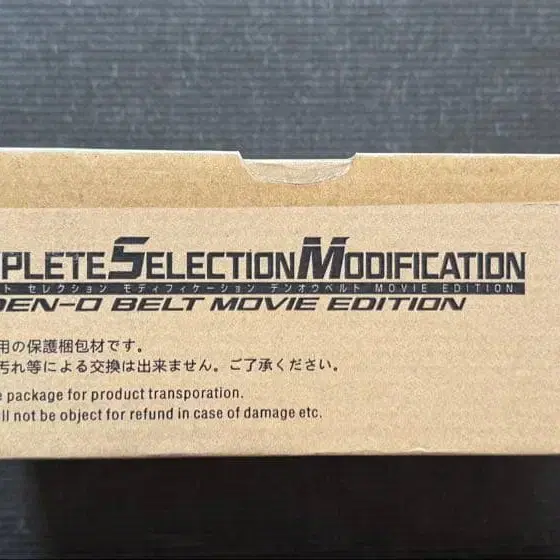 PLETE SELECTION MODIFICATION
ト セレクション モディフィケーション デンオウベルト MOVIE EDITION
DEN-O BELT MOVIE EDITION
用の保護梱包材です。
汚れ等による交換は出来ません。ご了承ください。
package for product transporation.
ll not be object for refund in case of damage etc.